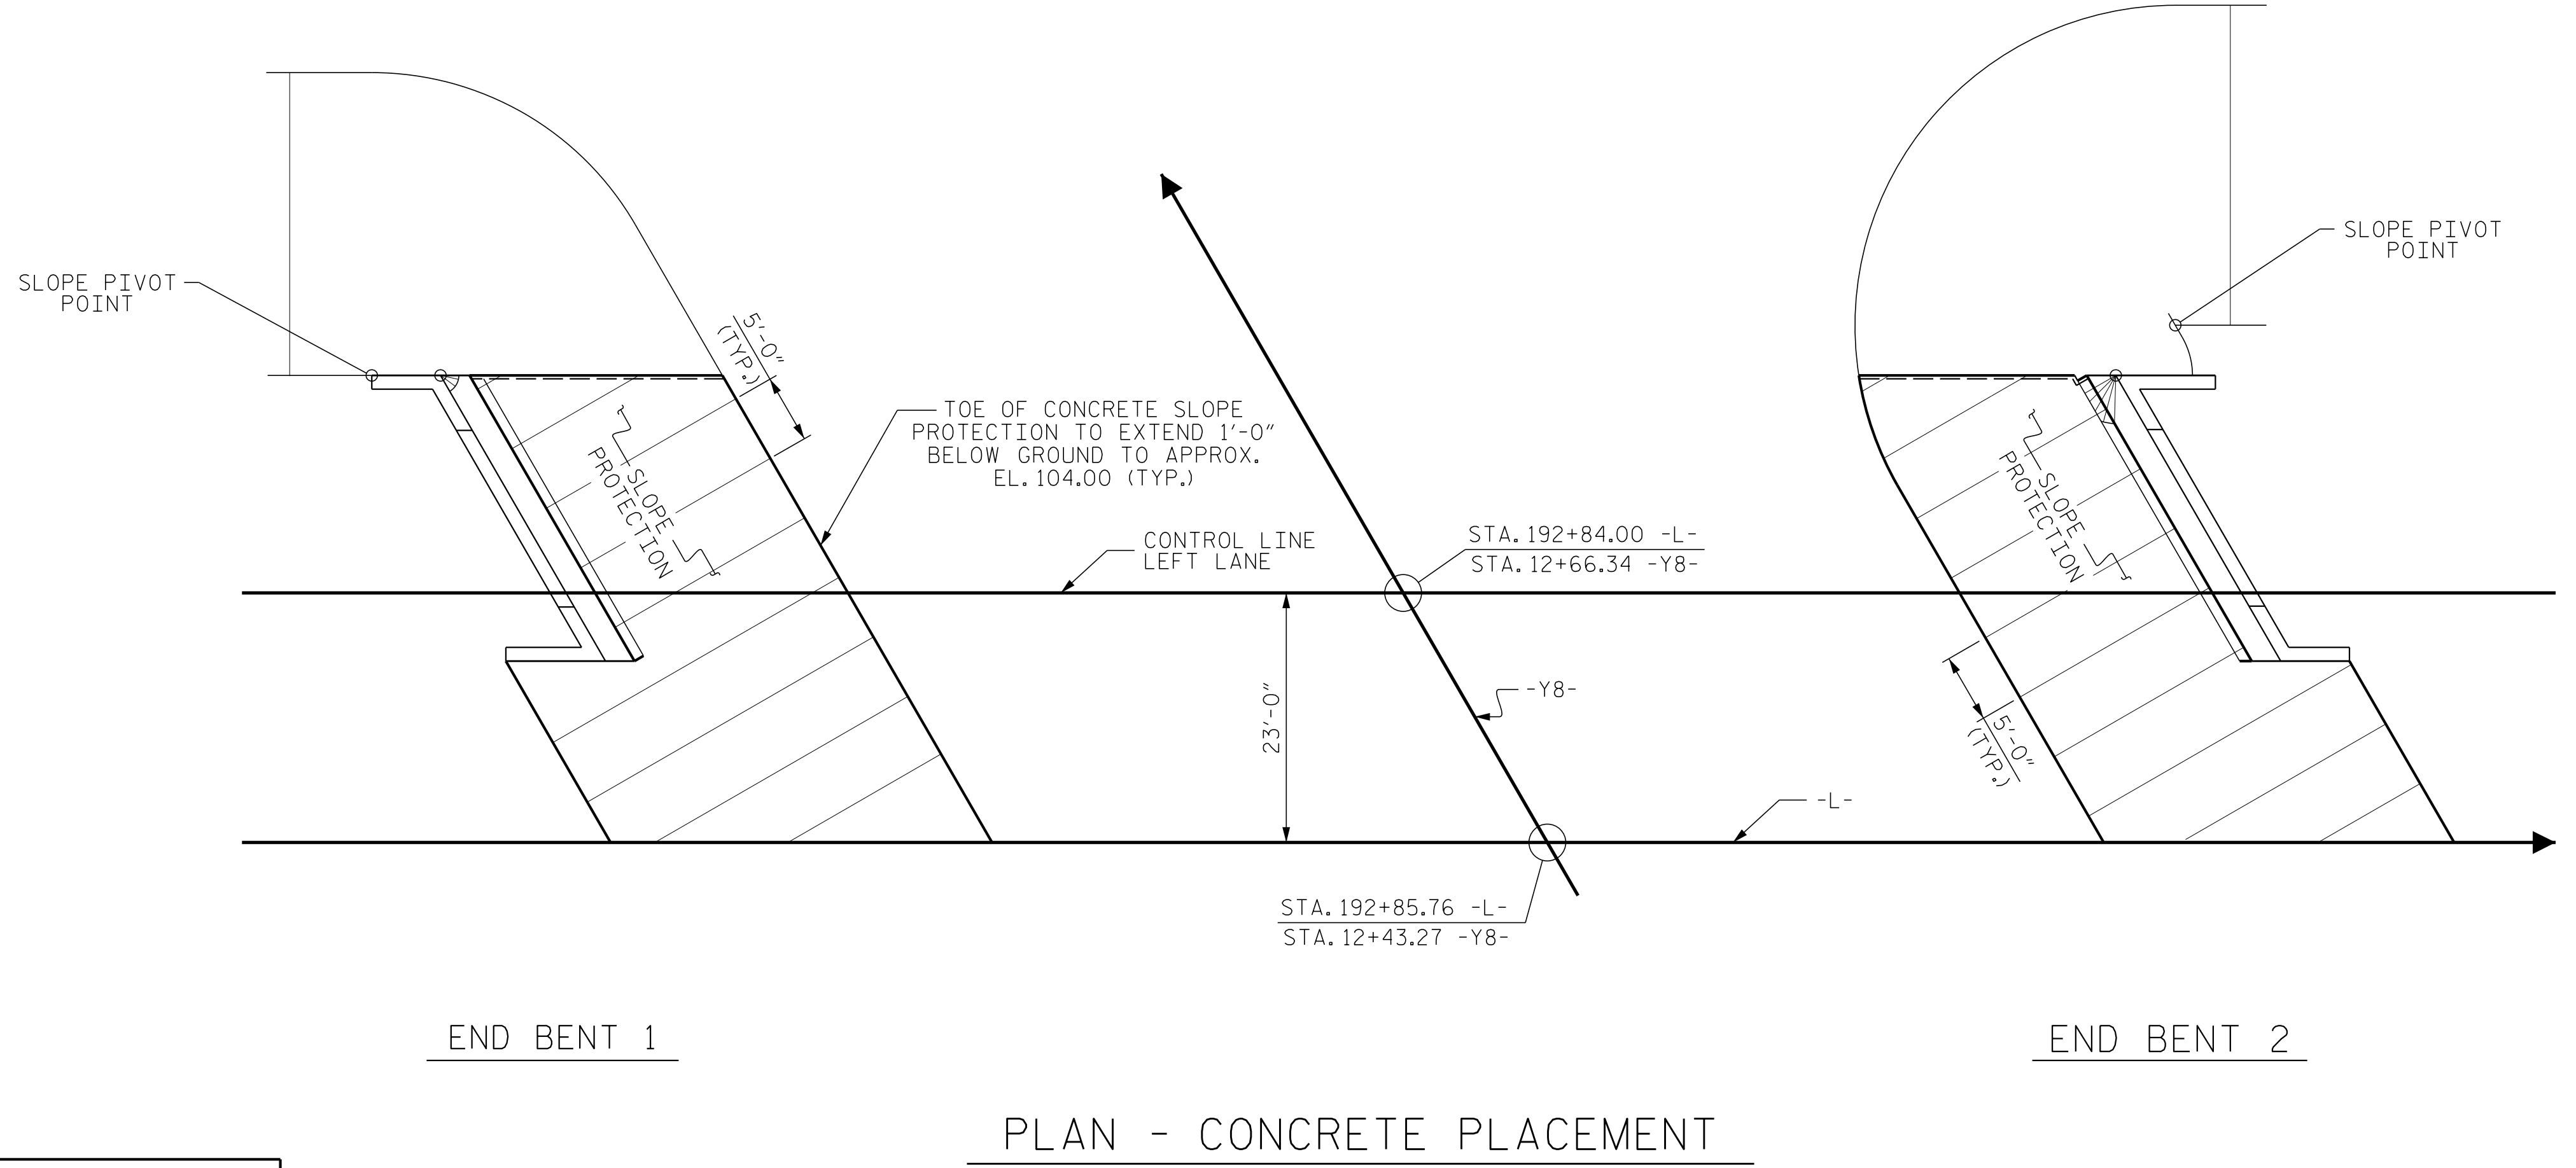 SLOPE PIVOT
POINT
5'-0"
(TYP.)
SLOPE
PROTECTION
TOE OF CONCRETE SLOPE
PROTECTION TO EXTEND 1'-0"
BELOW GROUND TO APPROX.
EL. 104.00 (TYP.)
CONTROL LINE
LEFT LANE
STA. 192+84.00 -L-
STA. 12+66.34 -Y8-
SLOPE PIVOT
POINT
SLOPE
PROTECTION
23'-0"
-Y8-
5'-0"
(TYP.)
-L-
STA. 192+85.76 -L-
STA. 12+43.27 -Y8-
END BENT 1
END BENT 2
PLAN - CONCRETE PLACEMENT